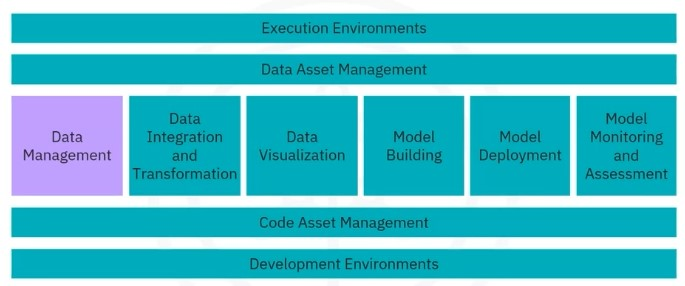 Execution Environments
Data Asset Management
Data
Management
Data
Integration
and
Transformation
Data
Visualization
Model
Building
Model
Deployment
Model
Monitoring
and
Assessment
Code Asset Management
Development Environments